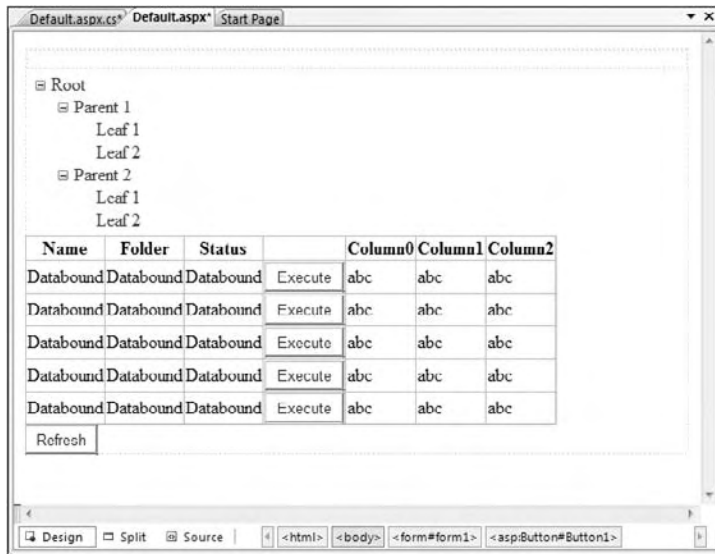 Default.aspx.cs* Default.aspx* Start Page
Root
Parent 1
Leaf 1
Leaf 2
Parent 2
Leaf 1
Leaf 2
Name Folder Status Column0 Column1 Column2
Databound Databound Databound Execute abc abc abc
Databound Databound Databound Execute abc abc abc
Databound Databound Databound Execute abc abc abc
Databound Databound Databound Execute abc abc abc
Databound Databound Databound Execute abc abc abc
Refresh
Design Split Source <html> <body> <form#form1> <asp:Button#Button1>